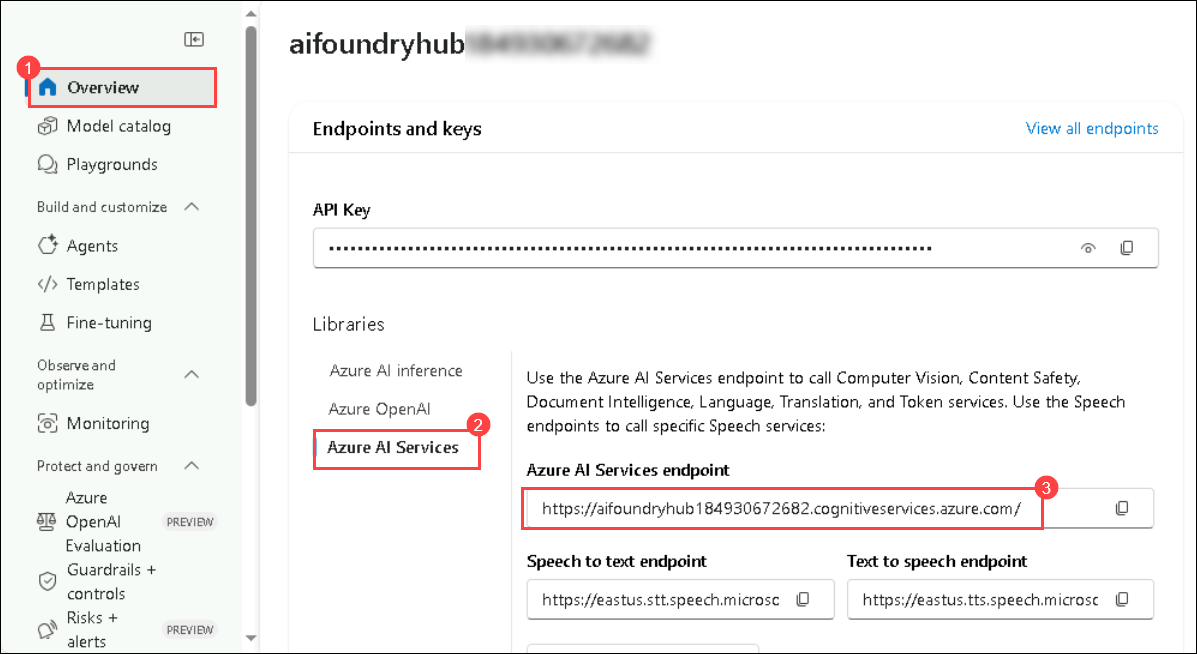 aifoundryhub
1
Overview
Model catalog
Playgrounds
Build and customize
Agents
Templates
Fine-tuning
Observe and
optimize
Monitoring
Protect and govern
Azure
OpenAI
Evaluation
PREVIEW
Guardrails +
controls
Risks +
alerts
PREVIEW
Endpoints and keys
View all endpoints
API Key
Libraries
Azure AI inference
Azure OpenAI
2
Azure AI Services
Use the Azure AI Services endpoint to call Computer Vision, Content Safety,
Document Intelligence, Language, Translation, and Token services. Use the Speech
endpoints to call specific Speech services:
Azure AI Services endpoint
3
https://aifoundryhub184930672682.cognitiveservices.azure.com/
Speech to text endpoint
https://eastus.stt.speech.microsc
Text to speech endpoint
https://eastus.tts.speech.microsc